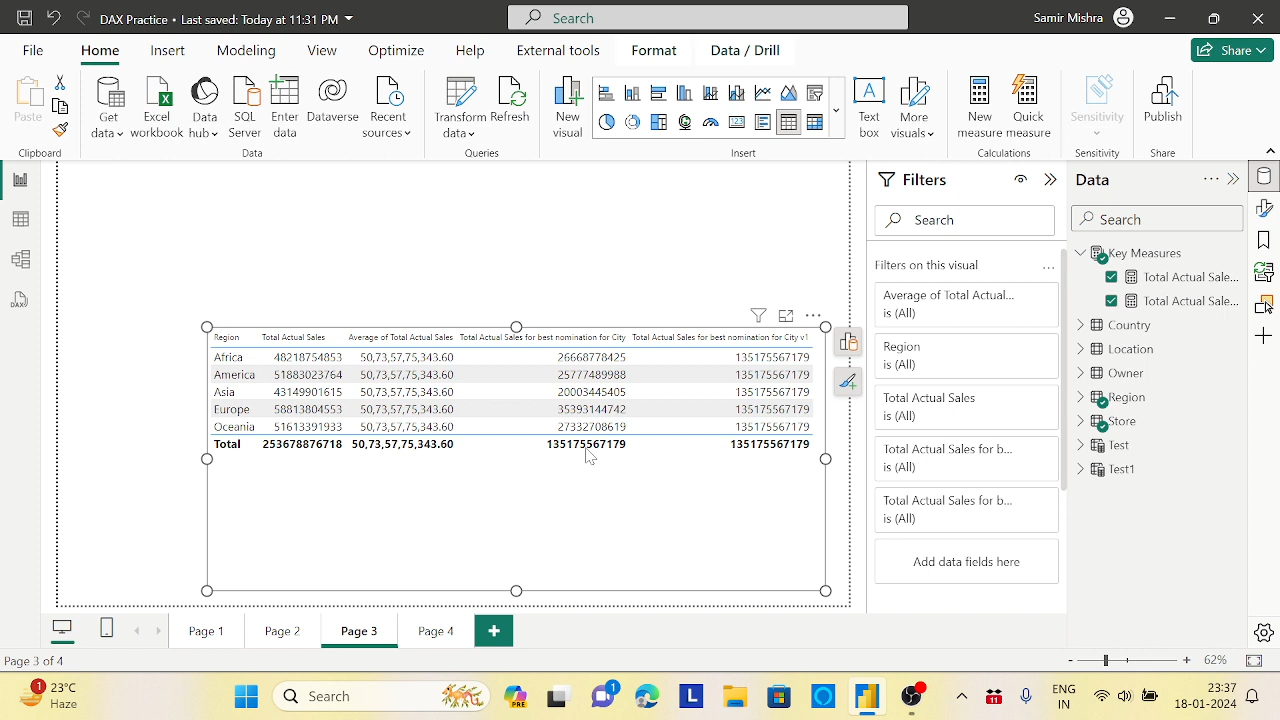 DAX Practice • Last saved: Today at 11:31 PM
Search
Samir Mishra
File Home Insert Modeling View Optimize Help External tools Format Data / Drill
Share
Paste
Get data
Excel workbook
Data hub
SQL Server
Enter data
Dataverse
Recent sources
Transform data
Refresh
New visual
Text box
More visuals
New measure
Quick measure
Sensitivity
Publish
Clipboard Data Queries Insert Calculations Sensitivity Share
Region Total Actual Sales Average of Total Actual Sales Total Actual Sales for best nomination for City Total Actual Sales for best nomination for City v1
Africa 48218754853 50,73,57,75,343.60 26668778425 135175567179
America 51883023764 50,73,57,75,343.60 25777489988 135175567179
Asia 43149901615 50,73,57,75,343.60 20003445405 135175567179
Europe 58813804553 50,73,57,75,343.60 35393144742 135175567179
Oceania 51613391933 50,73,57,75,343.60 27332708619 135175567179
Total 253678876718 50,73,57,75,343.60 135175567179 135175567179
Filters
Search
Filters on this visual
Average of Total Actual...
is (All)
Region
is (All)
Total Actual Sales
is (All)
Total Actual Sales for b...
is (All)
Total Actual Sales for b...
is (All)
Add data fields here
Data
Search
Key Measures
Total Actual Sale...
Total Actual Sale...
Country
Location
Owner
Region
Store
Test
Test1
DAX
Page 1 Page 2 Page 3 Page 4 +
Page 3 of 4
- + 62%
1
23°C
Haze
Search
PRE
1
L
11
ENG
IN
23:37
18-01-2024